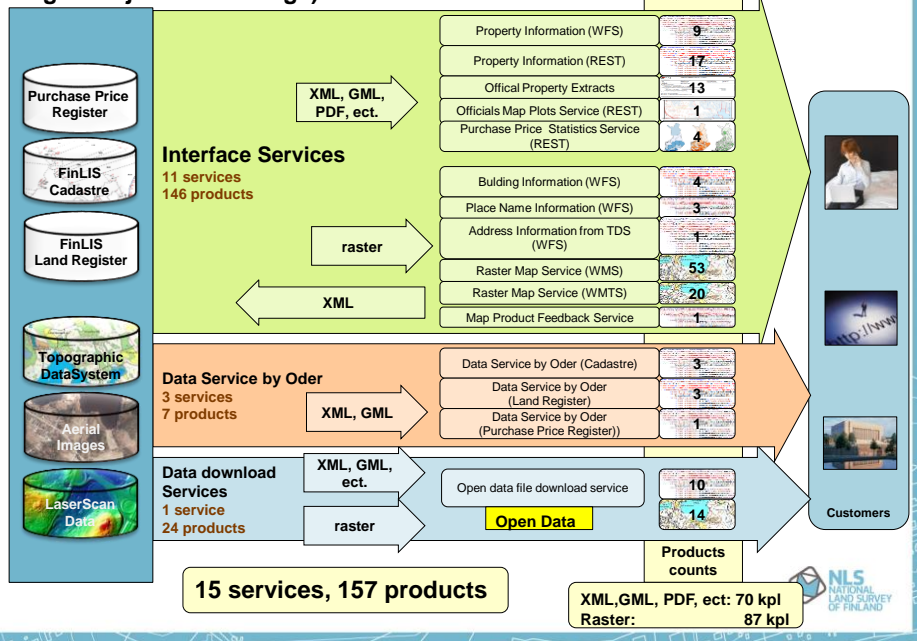 Purchase Price
Register
FinLIS
Cadastre
FinLIS
Land Register
Topographic
DataSystem
Aerial
Images
LaserScan
Data
Interface Services
11 services
146 products
XML, GML,
PDF, ect.
raster
XML
Property Information (WFS) 9
Property Information (REST) 17
Offical Property Extracts 13
Officials Map Plots Service (REST) 1
Purchase Price Statistics Service
(REST) 4
Bulding Information (WFS) 4
Place Name Information (WFS) 3
Address Information from TDS
(WFS) 1
Raster Map Service (WMS) 53
Raster Map Service (WMTS) 20
Map Product Feedback Service 1
Data Service by Oder
3 services
7 products
XML, GML
Data Service by Oder (Cadastre) 3
Data Service by Oder
(Land Register) 3
Data Service by Oder
(Purchase Price Register)) 1
Data download
Services
1 service
24 products
XML, GML,
ect.
raster
Open data file download service 10
Open Data 14
http://www
Customers
Products
counts
15 services, 157 products
XML,GML, PDF, ect: 70 kpl
Raster: 87 kpl
NLS
NATIONAL
LAND SURVEY
OF FINLAND